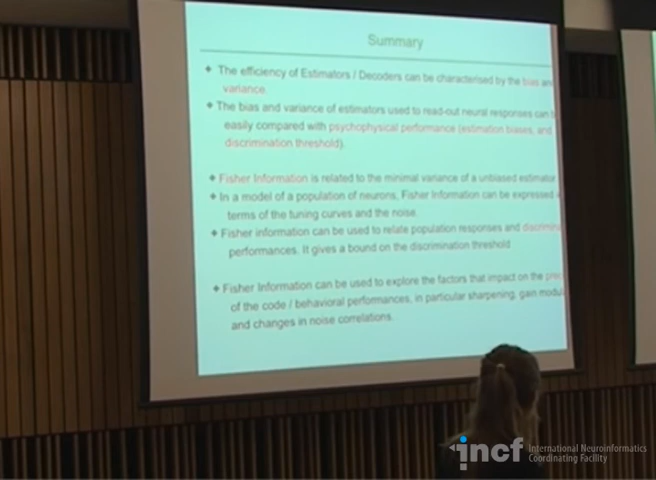 Summary
The efficiency of Estimators / Decoders can be characterised by the bias an
variance.
The bias and variance of estimators used to read-out neural responses can b
easily compared with psychophysical performance (estimation biases, and
discrimination threshold).
Fisher Information is related to the minimal variance of a unbiased estimator
In a model of a population of neurons, Fisher Information can be expressed
terms of the tuning curves and the noise.
Fisher information can be used to relate population responses and discrimina
performances. It gives a bound on the discrimination threshold
Fisher Information can be used to explore the factors that impact on the prec
of the code / behavioral performances, in particular sharpening, gain modul
and changes in noise correlations.
incf International Neuroinformatics
Coordinating Facility